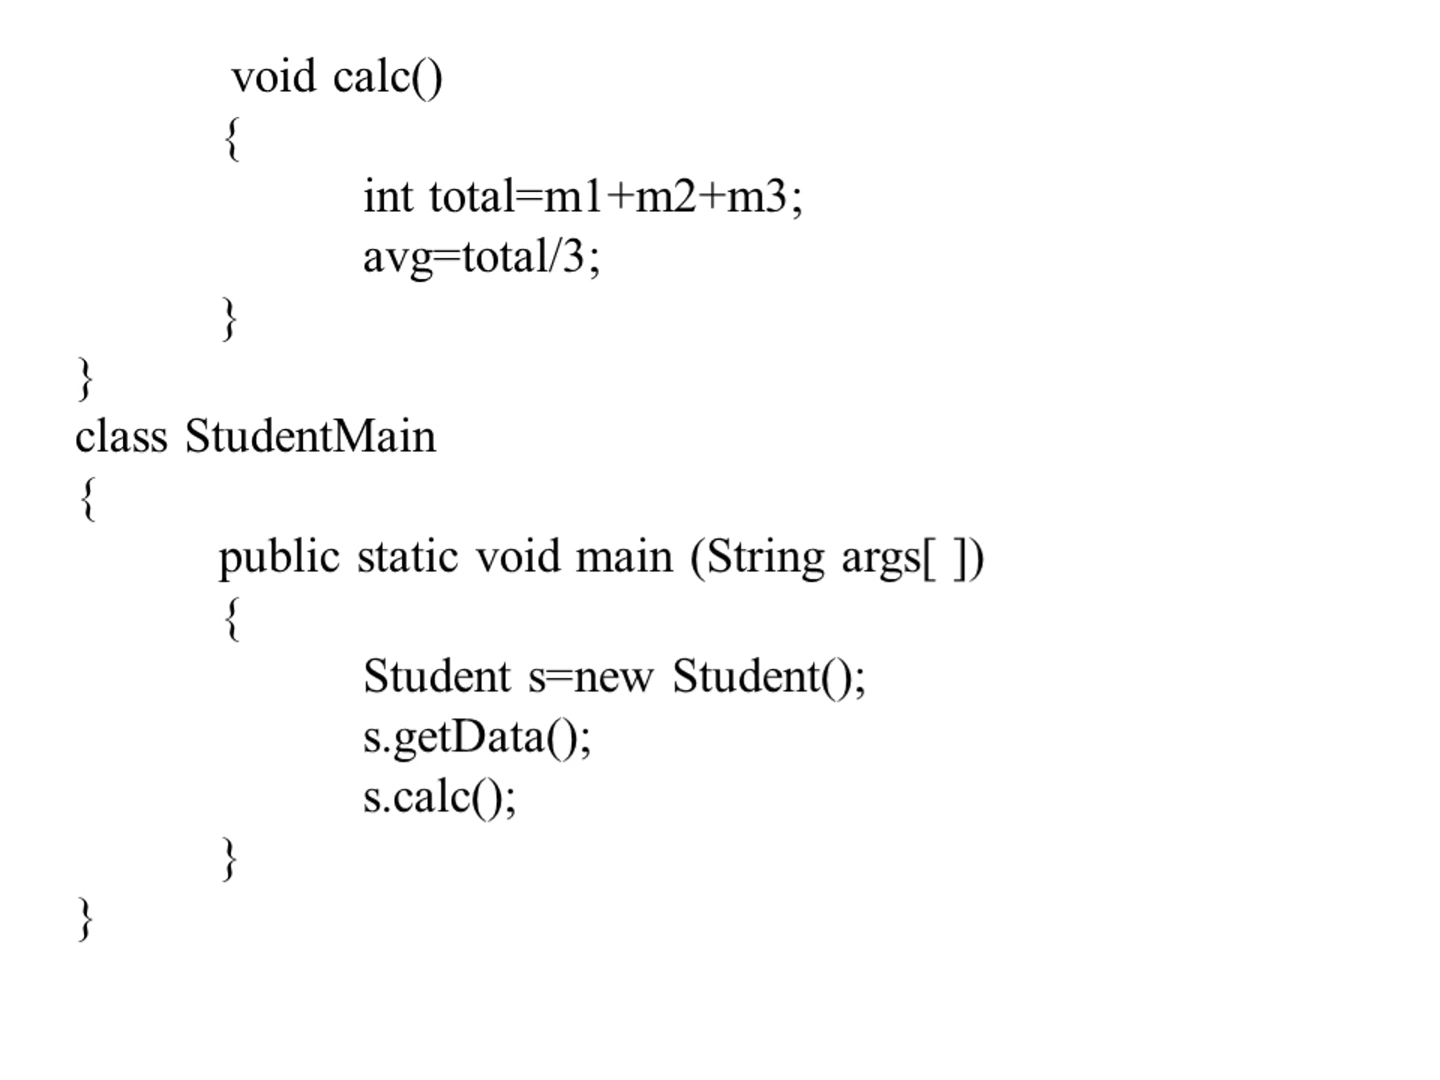 void calc()
{
int total=m1+m2+m3;
avg=total/3;
}
}
class StudentMain
{
public static void main (String args[ ])
{
Student s=new Student();
s.getData();
s.calc();
}
}